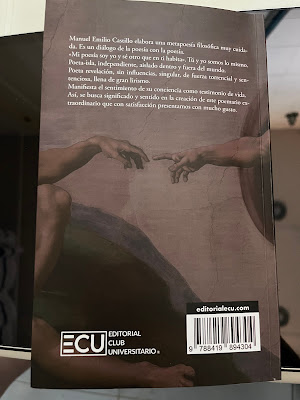 Manuel Emilio Castillo elabora una metapoesía filosófica muy cuida-
da. Es un diálogo de la poesía con la poesía.
«Mi poesía soy yo y sé otro que en ti habita». Tú y yo somos lo mismo.
Poeta-isla, independiente, aislado dentro y fuera del mundo.
Poeta revelación, sin influencias, singular, de fuerza torrencial y sen-
tenciosa, llena de gran lirismo.
Manifiesta el sentimiento de su conciencia como testimonio de vida.
Así, se busca significado y sentido en la creación de este poemario ex-
traordinario que con satisfacción presentamos con mucho gusto.
editorialecu.com
ECU
EDITORIAL
CLUB
UNIVERSITARIO®
9 788419 894304